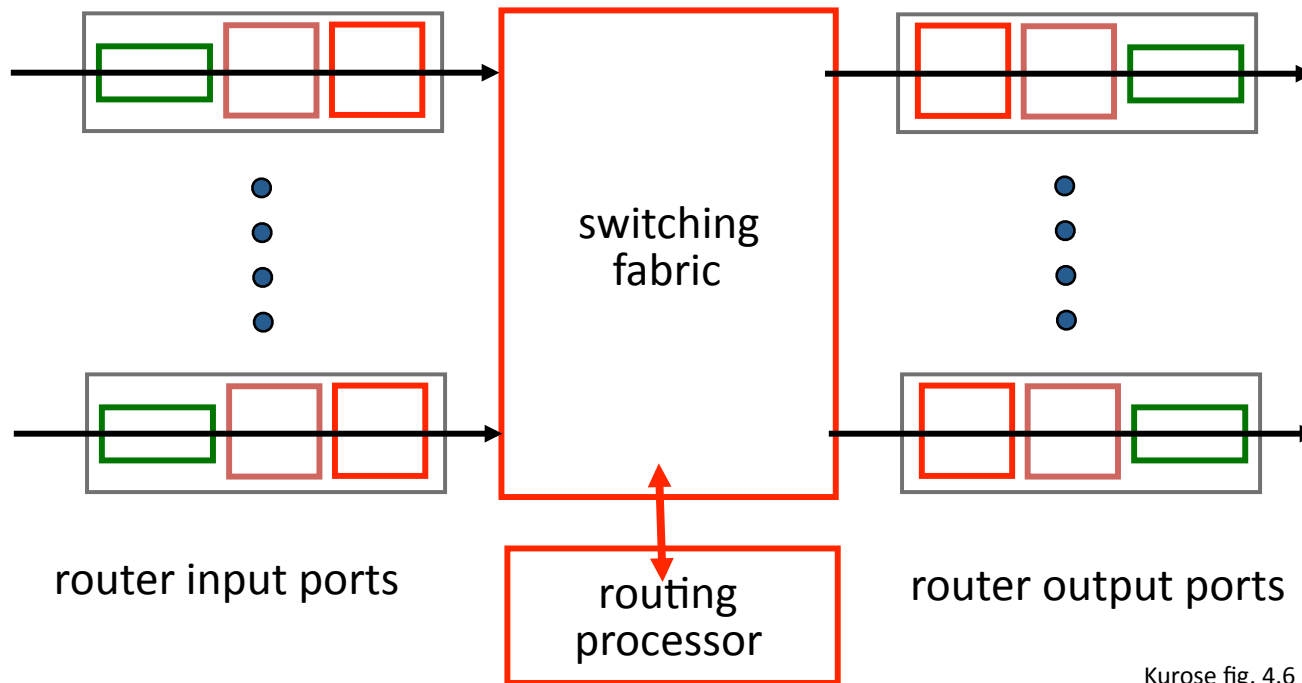 switching
fabric
router input ports
routing
processor
router output ports
Kurose fig. 4.6